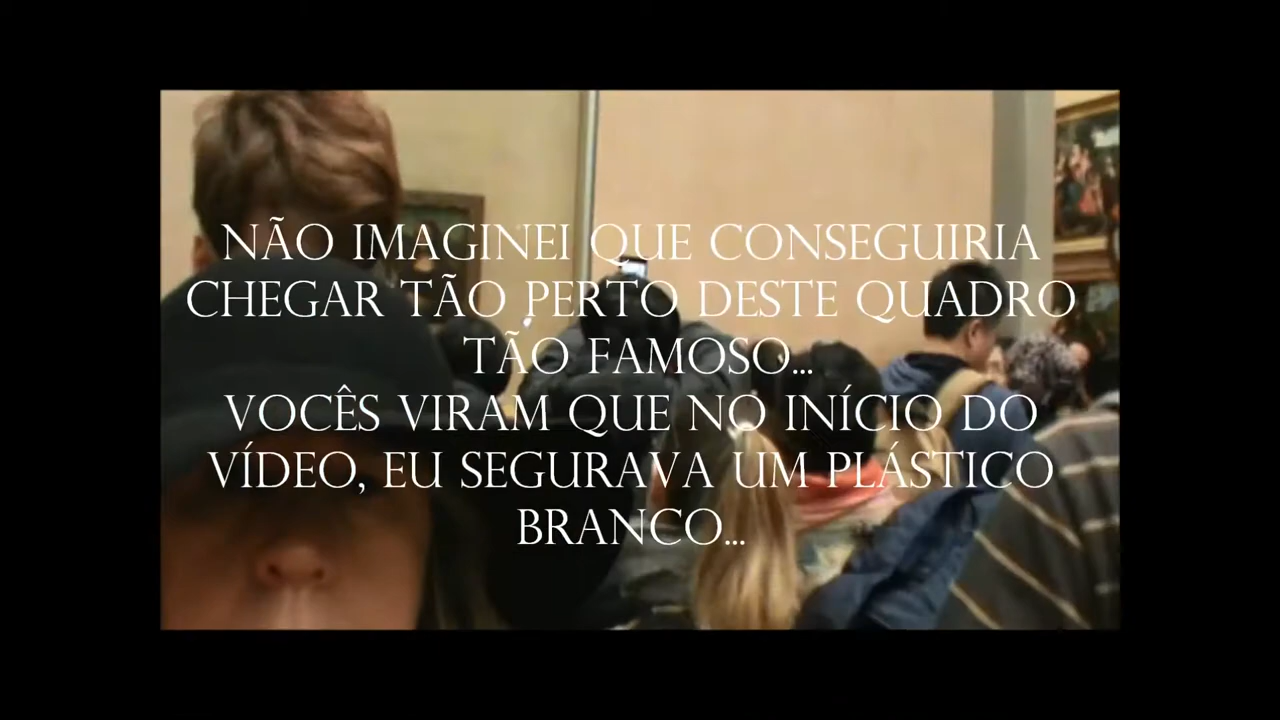 NÃO IMAGINEI QUE CONSEGUIRIA
CHEGAR TÃO PERTO DESTE QUADRO
TÃO FAMOSO...
VOCÊS VIRAM QUE NO INÍCIO DO
VÍDEO, EU SEGURAVA UM PLÁSTICO
BRANCO...